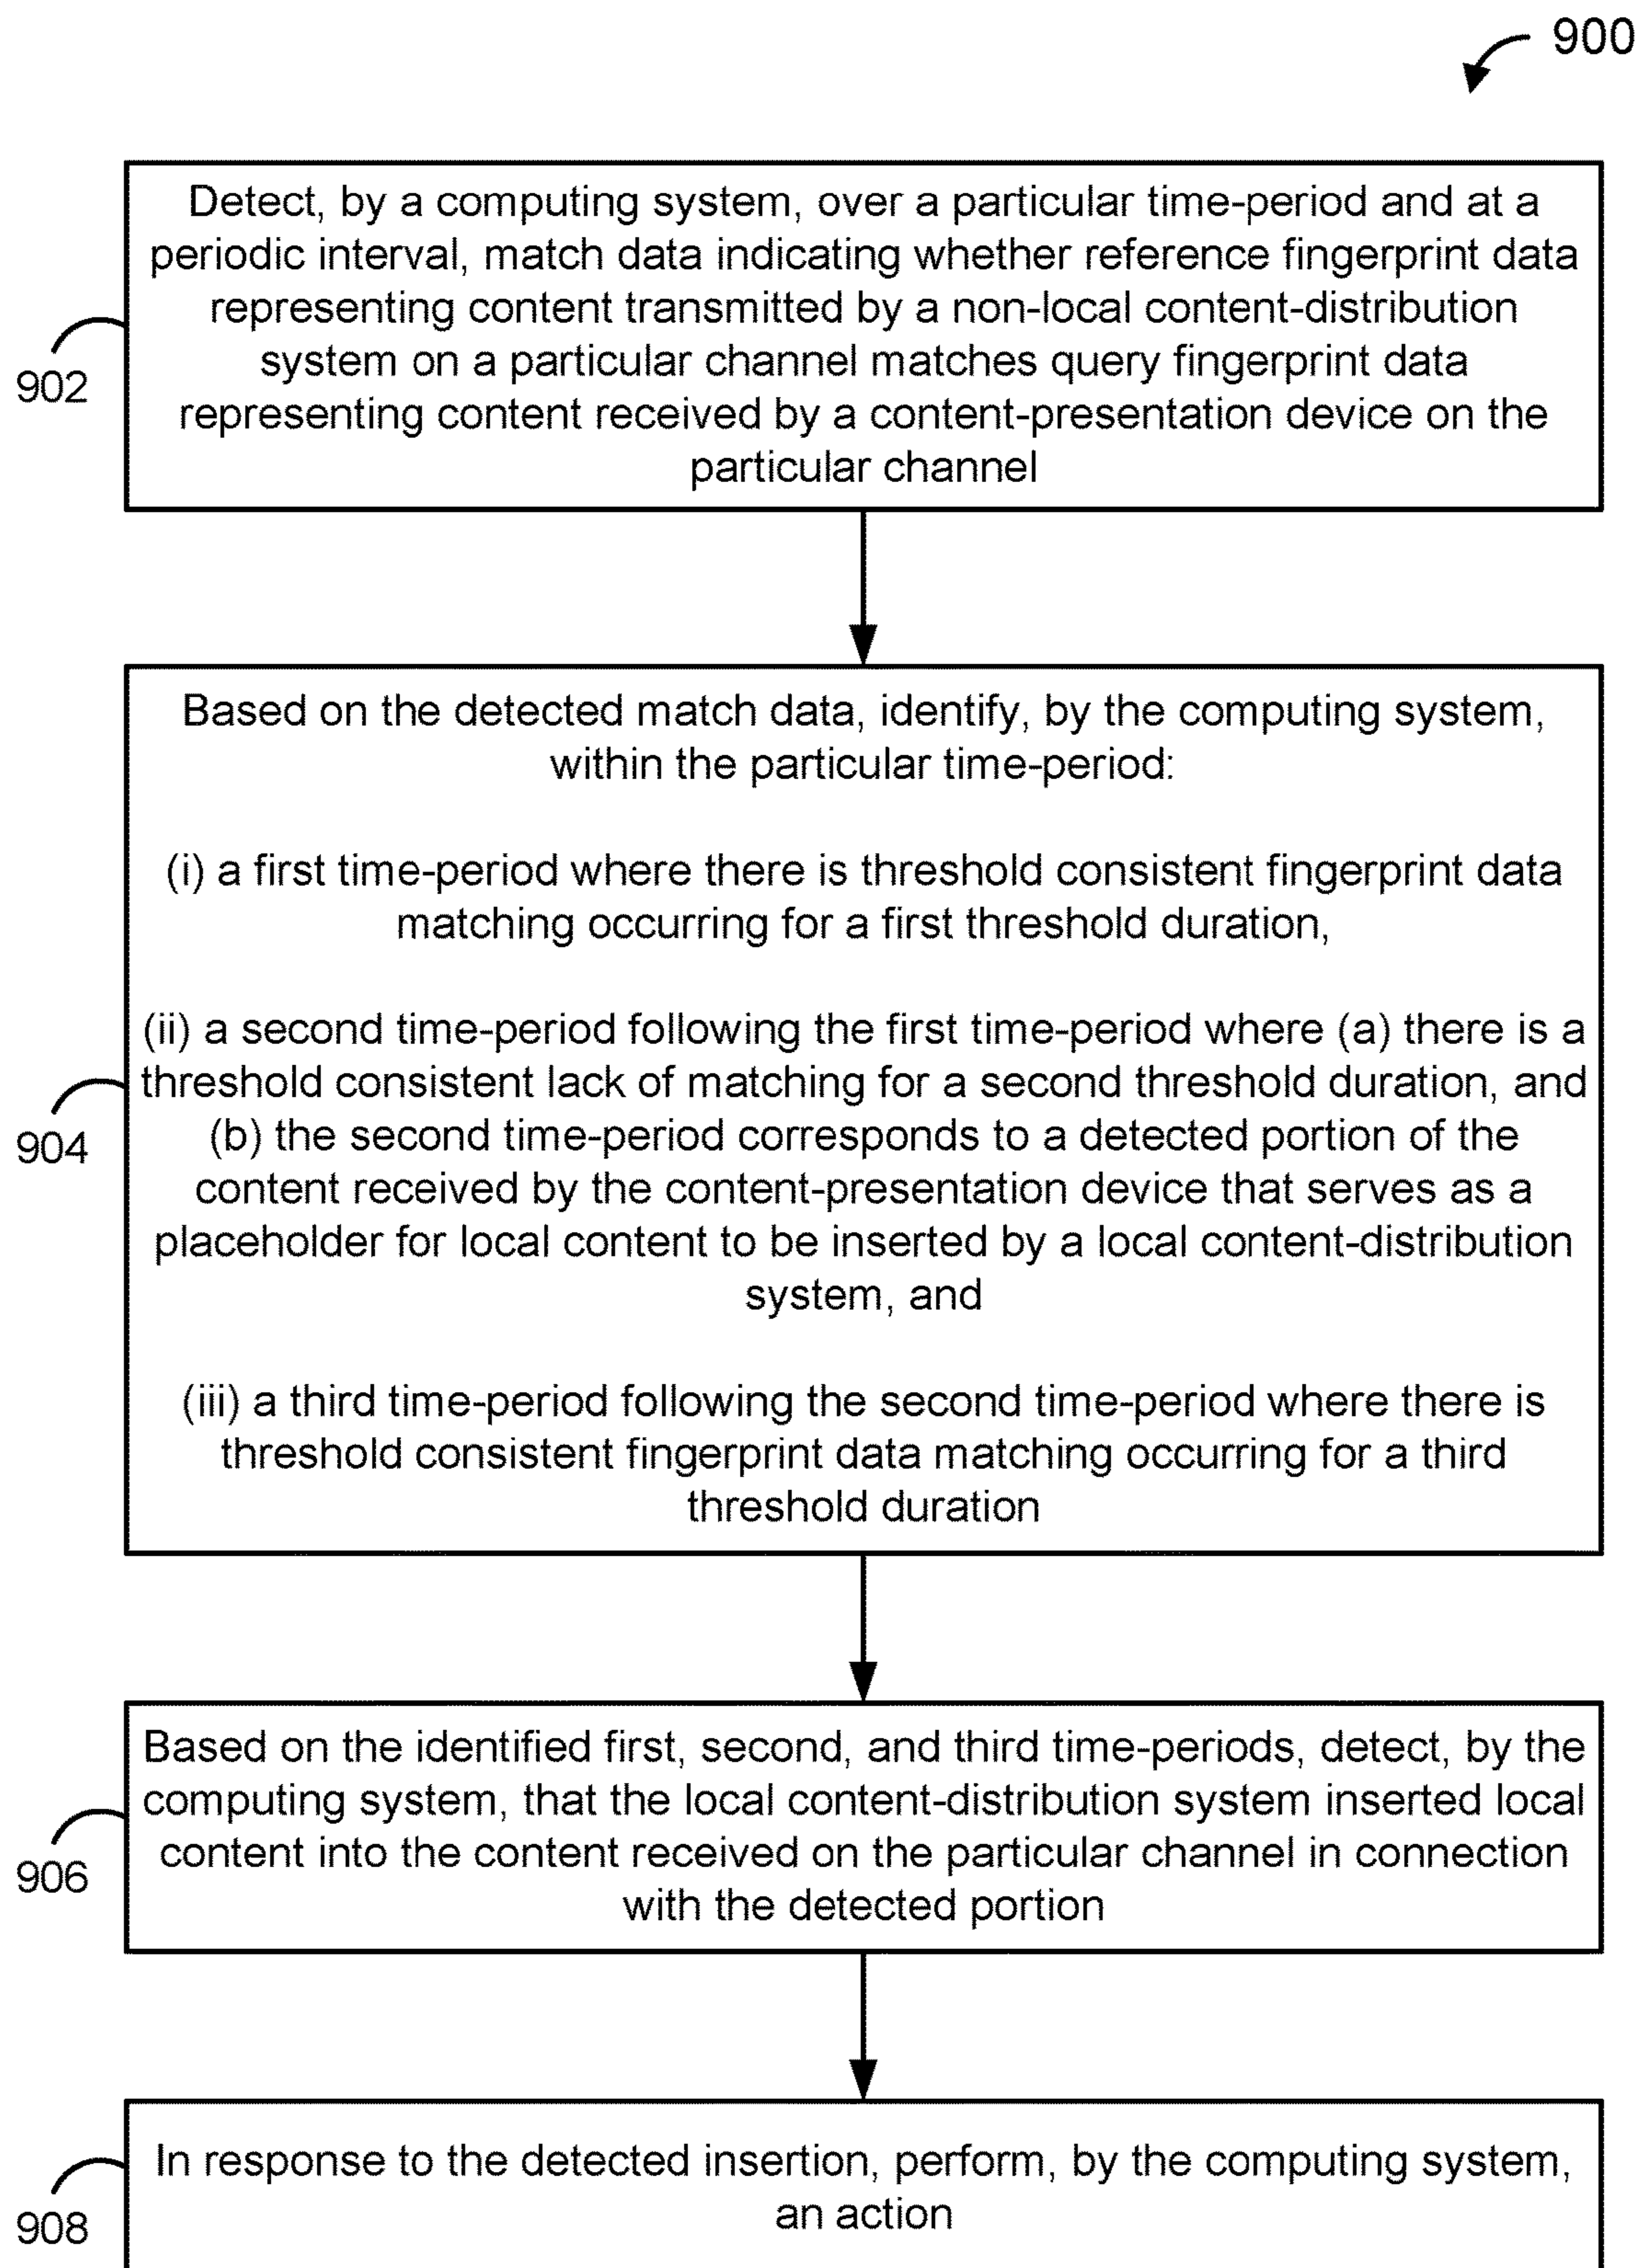 900
Detect, by a computing system, over a particular time-period and at a
periodic interval, match data indicating whether reference fingerprint data
representing content transmitted by a non-local content-distribution
system on a particular channel matches query fingerprint data
representing content received by a content-presentation device on the
particular channel
902
Based on the detected match data, identify, by the computing system,
within the particular time-period:
(i) a first time-period where there is threshold consistent fingerprint data
matching occurring for a first threshold duration,
(ii) a second time-period following the first time-period where (a) there is a
threshold consistent lack of matching for a second threshold duration, and
(b) the second time-period corresponds to a detected portion of the
content received by the content-presentation device that serves as a
placeholder for local content to be inserted by a local content-distribution
system, and
(iii) a third time-period following the second time-period where there is
threshold consistent fingerprint data matching occurring for a third
threshold duration
904
Based on the identified first, second, and third time-periods, detect, by the
computing system, that the local content-distribution system inserted local
content into the content received on the particular channel in connection
with the detected portion
906
In response to the detected insertion, perform, by the computing system,
an action
908